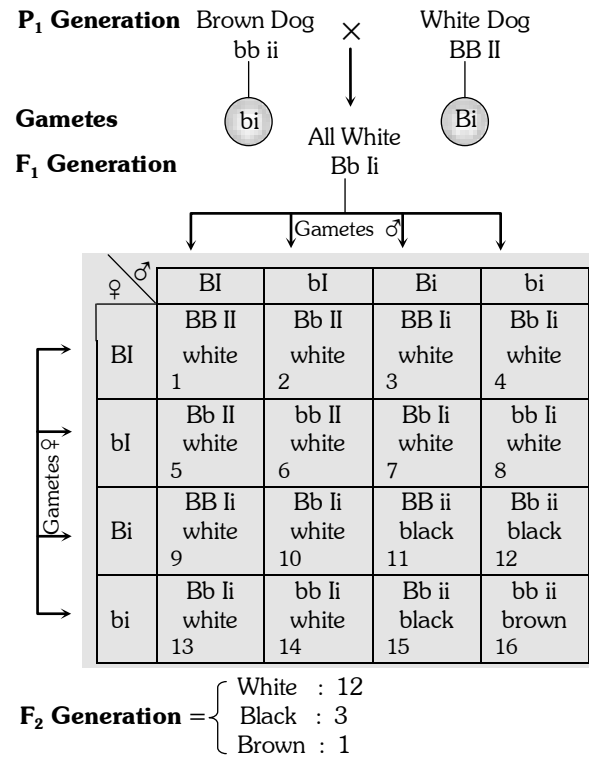 P₁ Generation Brown Dog × White Dog
bb ii BB II
Gametes bi Bi
All White
F₁ Generation Bb Ii
Gametes ♂
♀ ♂ BI bI Bi bi
BI
BB II Bb II BB Ii Bb Ii
white white white white
1 2 3 4
bI
Bb II bb II Bb Ii bb Ii
white white white white
5 6 7 8
Bi
BB Ii Bb Ii BB ii Bb ii
white white black black
9 10 11 12
bi
Bb Ii bb Ii Bb ii bb ii
white white black brown
13 14 15 16
Gametes ♀
White : 12
F₂ Generation = { Black : 3
Brown : 1